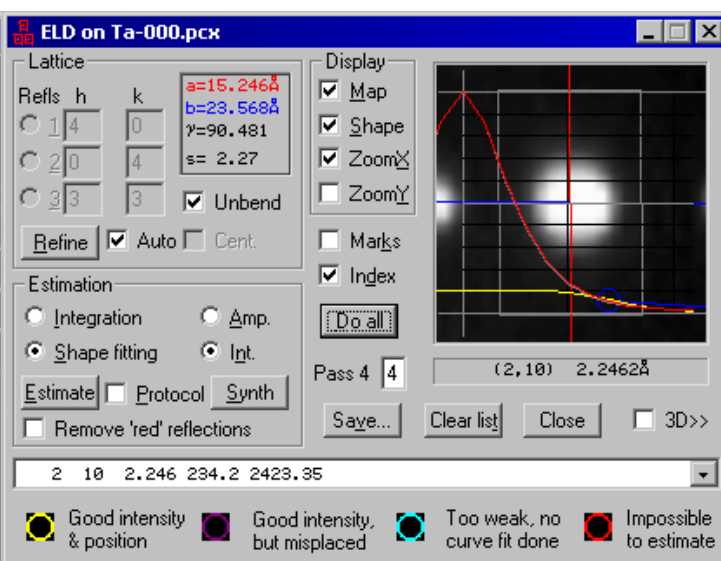 ELD on Ta-000.pcx
Lattice
Refls h k
1 4 0
2 0 4
3 3 3
a=15.246Å
b=23.568Å
γ=90.481
s= 2.27
Unbend
Refine Auto Cent.
Estimation
Integration Amp.
Shape fitting Int.
Estimate Protocol Synth
Remove 'red' reflections
Display
Map
Shape
ZoomX
ZoomY
Marks
Index
Do all
Pass 4 4
(2,10) 2.2462Å
Save... Clear list Close 3D>>
2 10 2.246 234.2 2423.35
Good intensity
& position
Good intensity,
but misplaced
Too weak, no
curve fit done
Impossible
to estimate